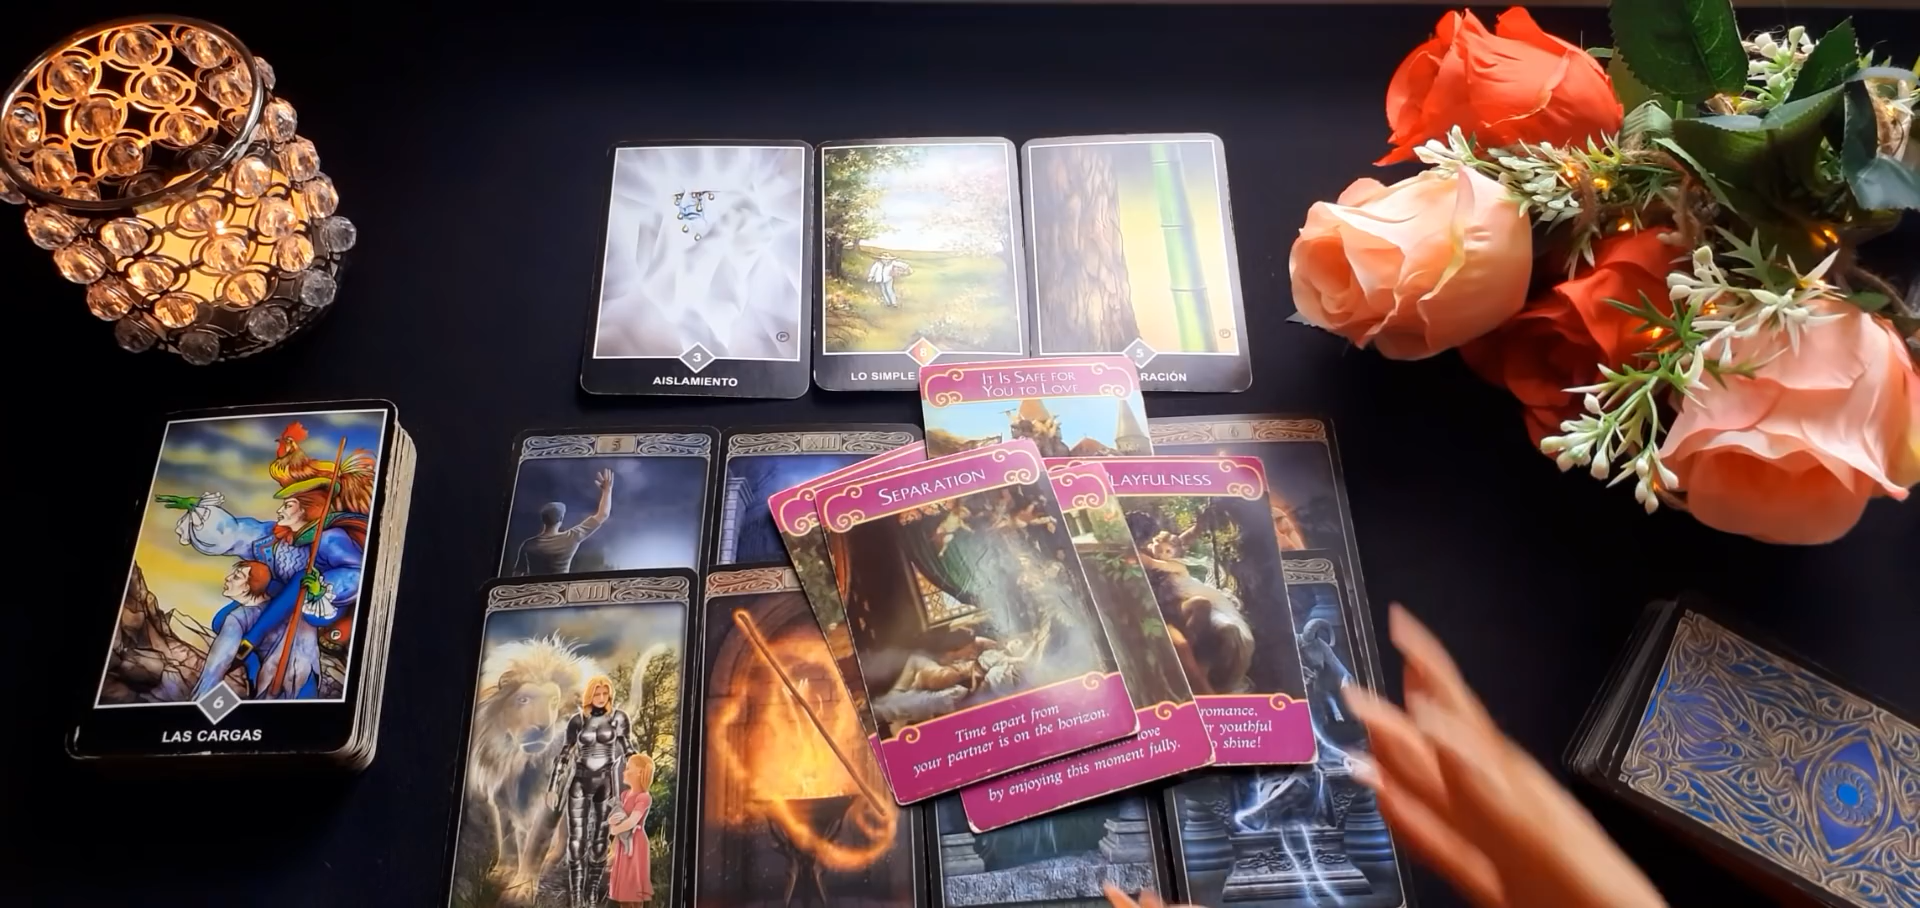 3
AISLAMIENTO
6
LO SIMPLE
5
RACIÓN
IT IS SAFE FOR
YOU TO LOVE
5
XIII
6
SEPARATION
LAYFULNESS
VIII
Time apart from
your partner is on the horizon.
love
by enjoying this moment fully.
romance,
r youthful
o shine!
6
LAS CARGAS